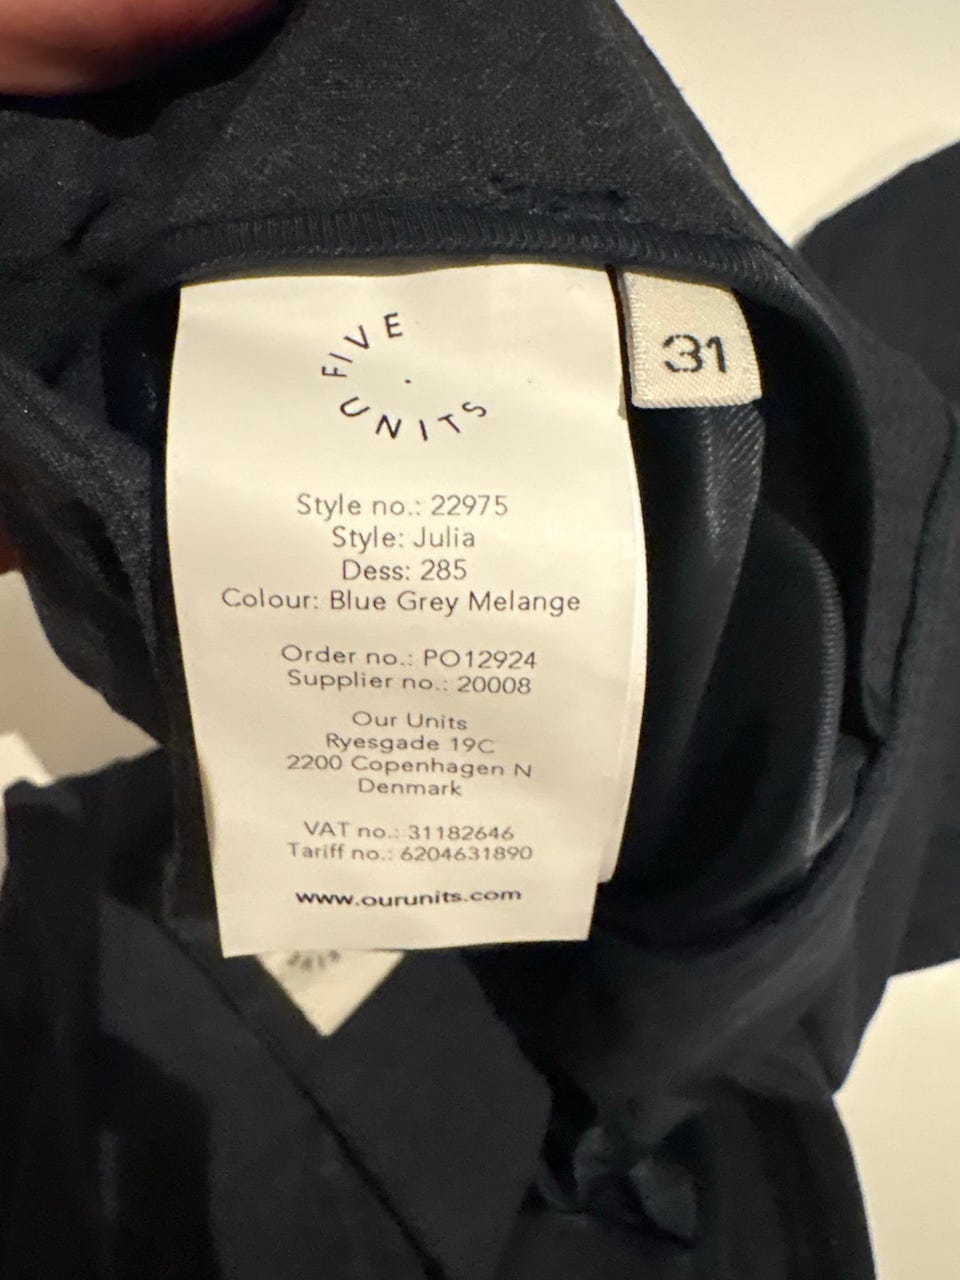 FIVE
UNITS
31
Style no.: 22975
Style: Julia
Dess: 285
Colour: Blue Grey Melange
Order no.: PO12924
Supplier no.: 20008
Our Units
Ryesgade 19C
2200 Copenhagen N
Denmark
VAT no.: 31182646
Tariff no.: 6204631890
www.ourunits.com